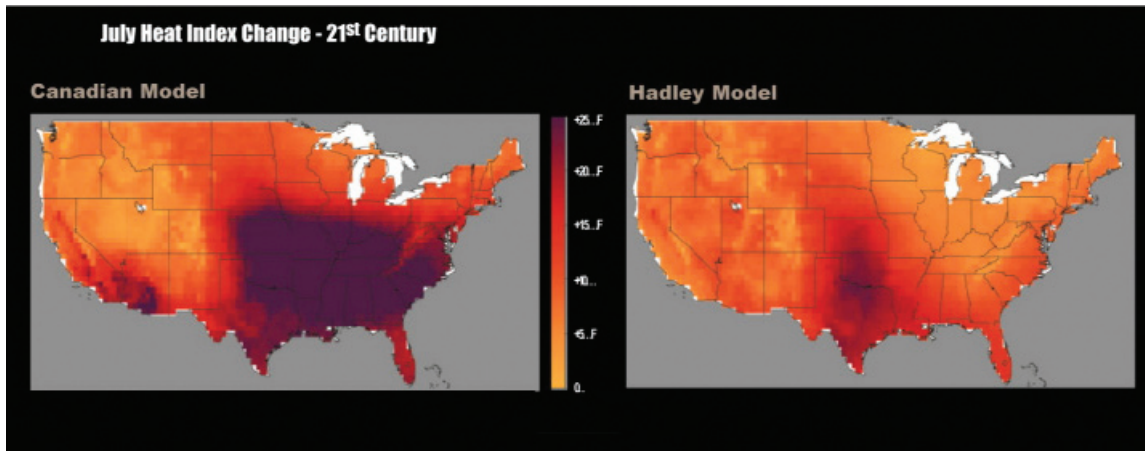 July Heat Index Change - 21st Century
Canadian Model
Hadley Model
+25..F
+20..F
+15..F
+10...
+5..F
0..